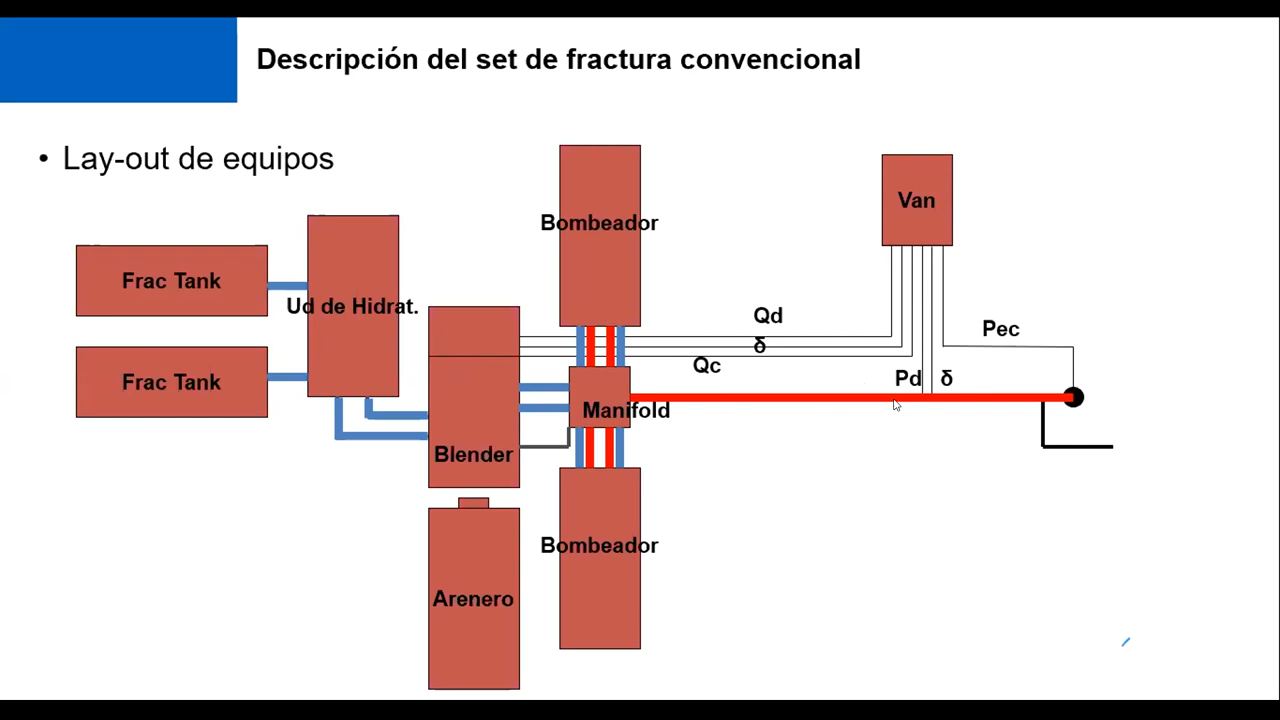 Descripción del set de fractura convencional
• Lay-out de equipos
Frac Tank
Frac Tank
Ud de Hidrat.
Blender
Arenero
Bombeador
Manifold
Bombeador
Van
Qd
δ
Qc
Pd δ
Pec